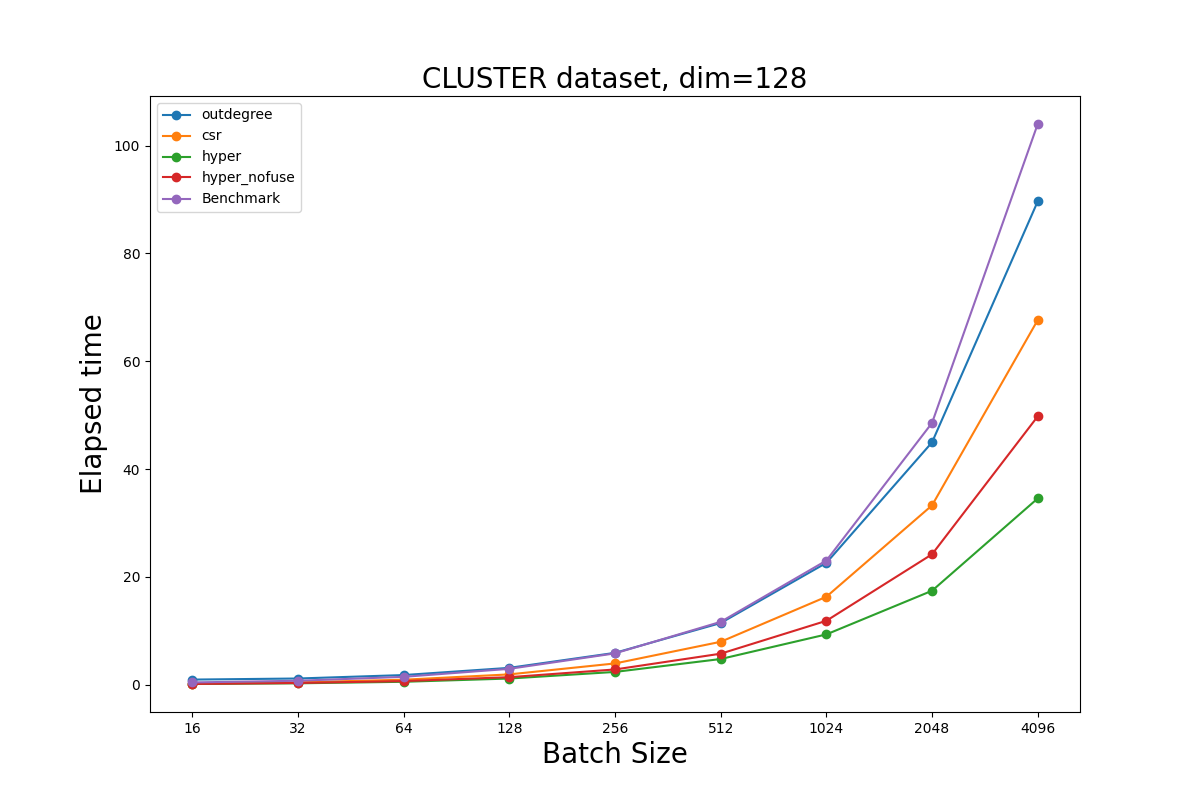 CLUSTER dataset, dim=128
outdegree
csr
hyper
hyper_nofuse
Benchmark
100
80
60
40
20
0
Elapsed time
16 32 64 128 256 512 1024 2048 4096
Batch Size